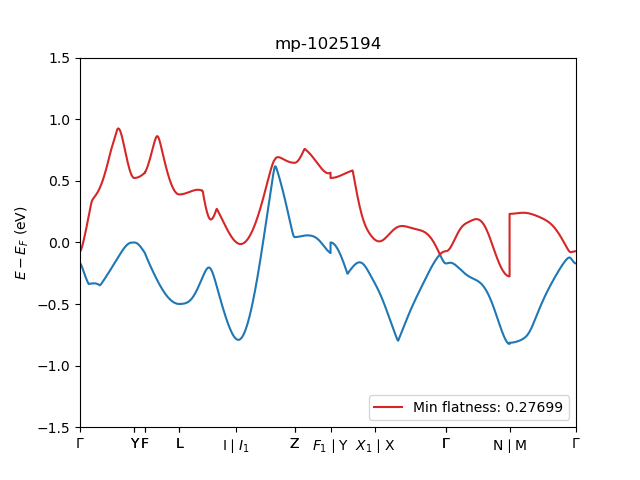 mp-1025194
1.5
1.0
0.5
0.0
−0.5
−1.0
−1.5
E − E_F (eV)
Min flatness: 0.27699
Γ Y F L I | I_1 Z F_1 | Y X_1 | X Γ N | M Γ